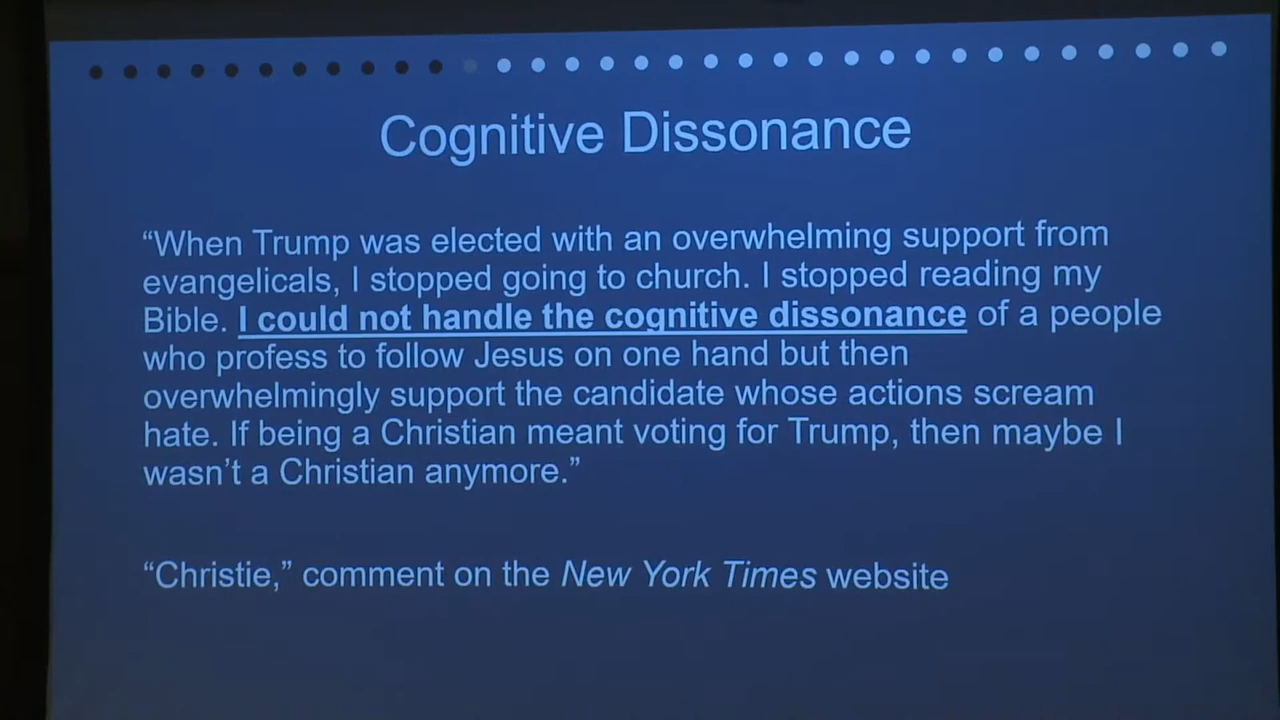 Cognitive Dissonance
“When Trump was elected with an overwhelming support from
evangelicals, I stopped going to church. I stopped reading my
Bible. I could not handle the cognitive dissonance of a people
who profess to follow Jesus on one hand but then
overwhelmingly support the candidate whose actions scream
hate. If being a Christian meant voting for Trump, then maybe I
wasn’t a Christian anymore.”
“Christie,” comment on the New York Times website